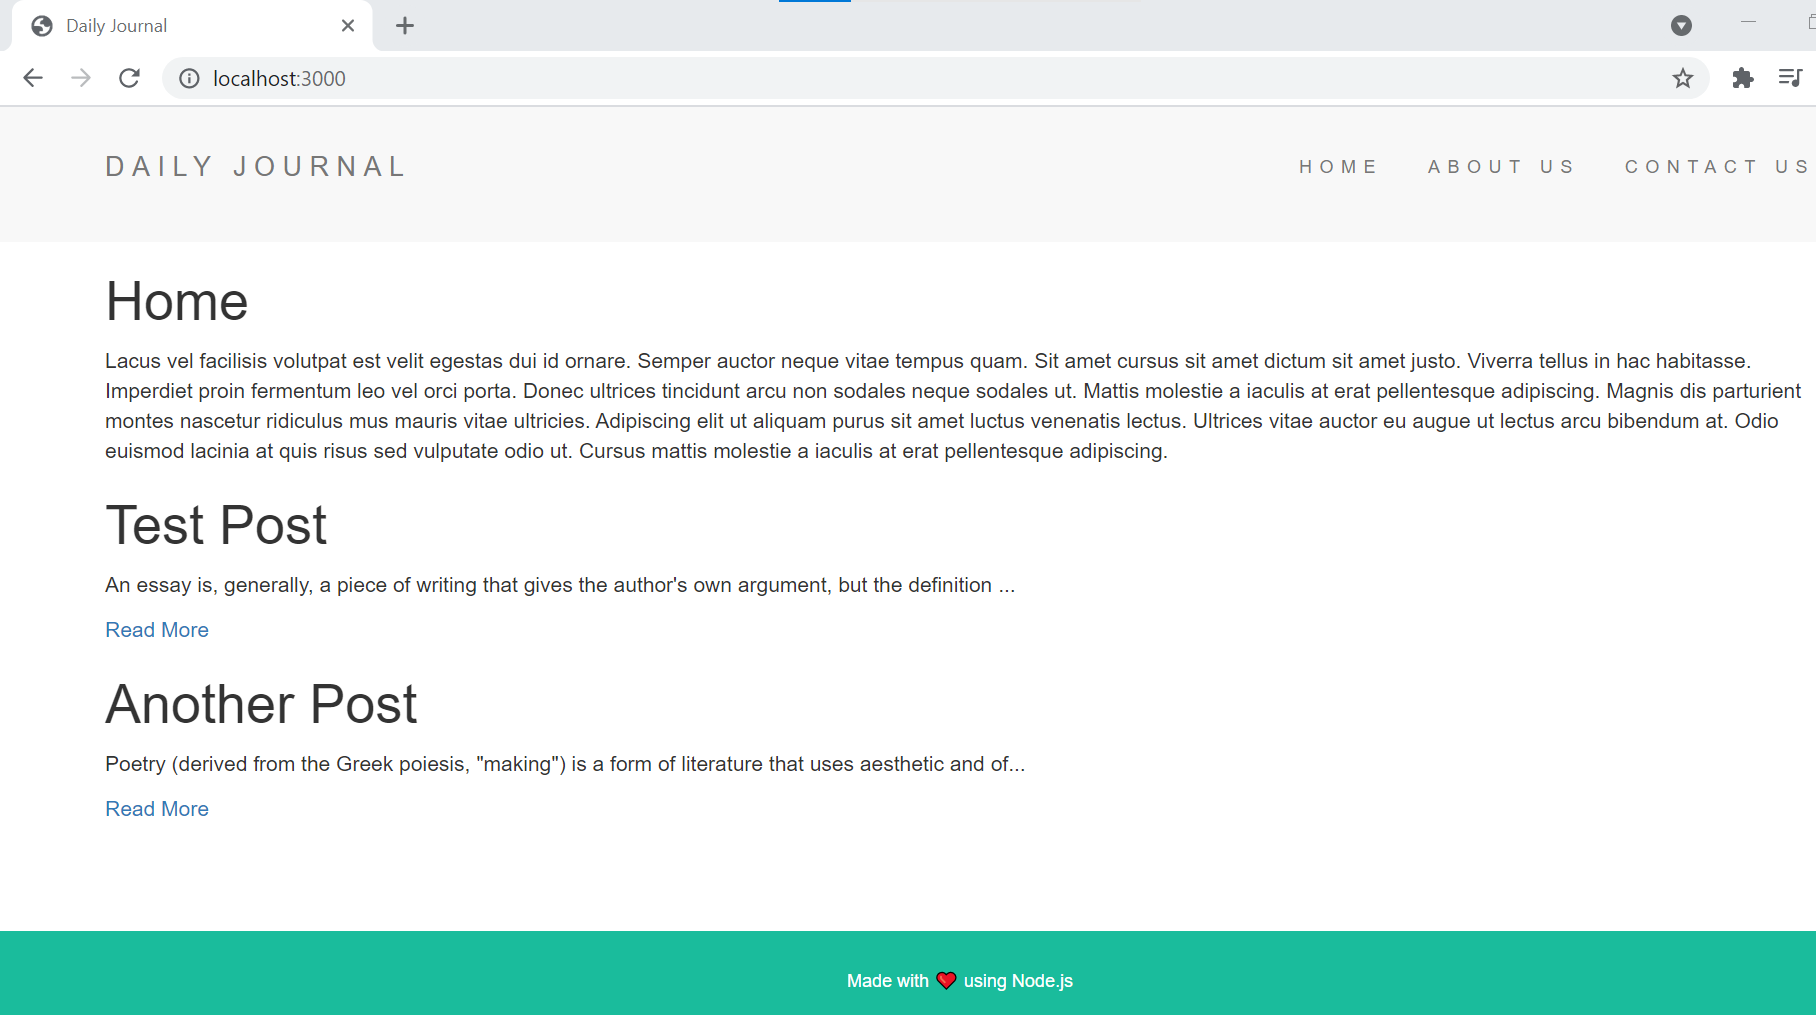 Daily Journal
localhost:3000
DAILY JOURNAL HOME ABOUT US CONTACT US
Home
Lacus vel facilisis volutpat est velit egestas dui id ornare. Semper auctor neque vitae tempus quam. Sit amet cursus sit amet dictum sit amet justo. Viverra tellus in hac habitasse.
Imperdiet proin fermentum leo vel orci porta. Donec ultrices tincidunt arcu non sodales neque sodales ut. Mattis molestie a iaculis at erat pellentesque adipiscing. Magnis dis parturient
montes nascetur ridiculus mus mauris vitae ultricies. Adipiscing elit ut aliquam purus sit amet luctus venenatis lectus. Ultrices vitae auctor eu augue ut lectus arcu bibendum at. Odio
euismod lacinia at quis risus sed vulputate odio ut. Cursus mattis molestie a iaculis at erat pellentesque adipiscing.
Test Post
An essay is, generally, a piece of writing that gives the author's own argument, but the definition ...
Read More
Another Post
Poetry (derived from the Greek poiesis, "making") is a form of literature that uses aesthetic and of...
Read More
Made with ❤ using Node.js